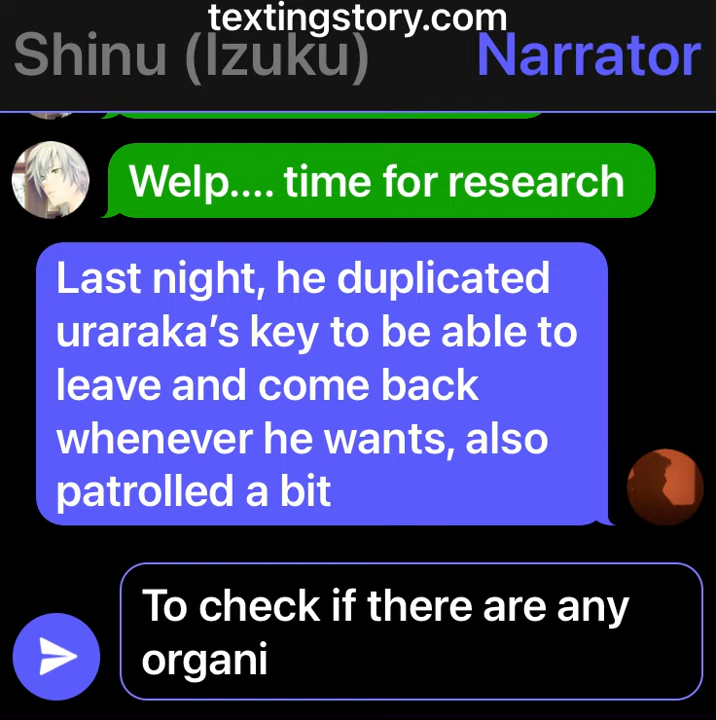 textingstory.com
Shinu (Izuku)
Narrator
Welp.... time for research
Last night, he duplicated
uraraka’s key to be able to
leave and come back
whenever he wants, also
patrolled a bit
To check if there are any
organi